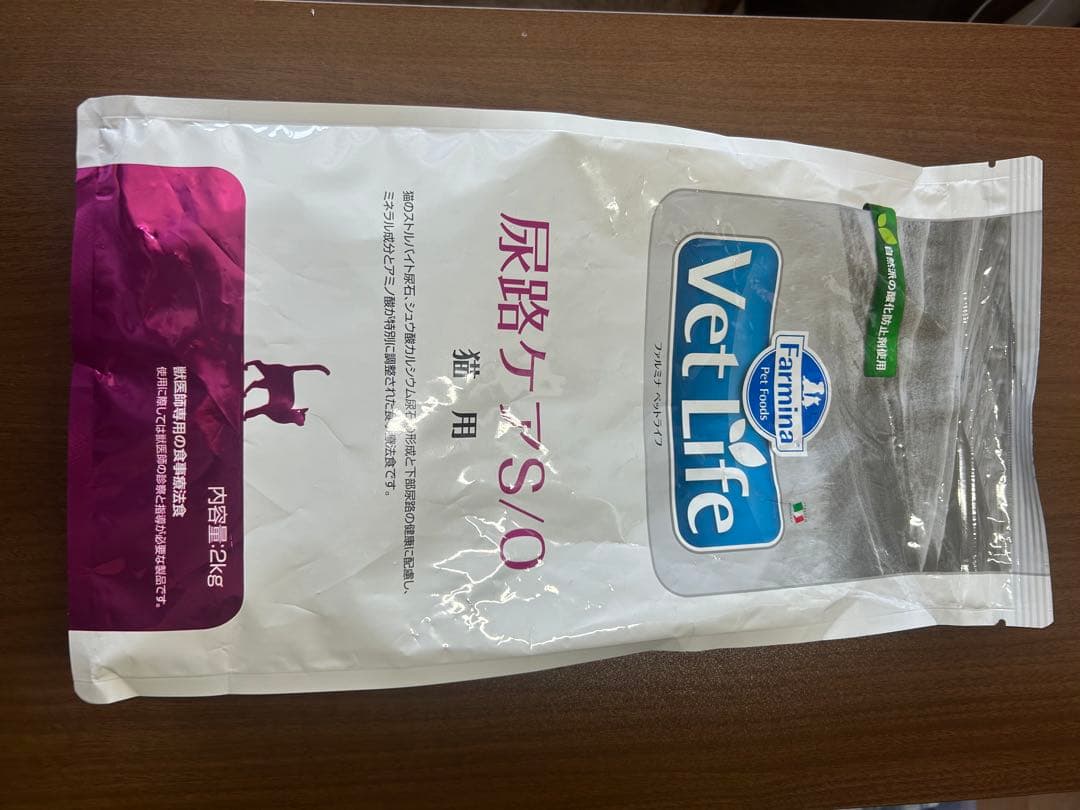 自然派の酸化防止剤使用
Farmina
Pet Foods
Vet Life
ファルミナ ベットライフ
尿路ケア S/O
猫用
猫のストルバイト尿石、シュウ酸カルシウム尿石の形成と下部尿路の健康に配慮し、
ミネラル成分とアミノ酸が特別に調整された食事療法食です。
内容量:2kg
獣医師専用の食事療法食
使用に際しては獣医師の診察と指導が必要な製品です。